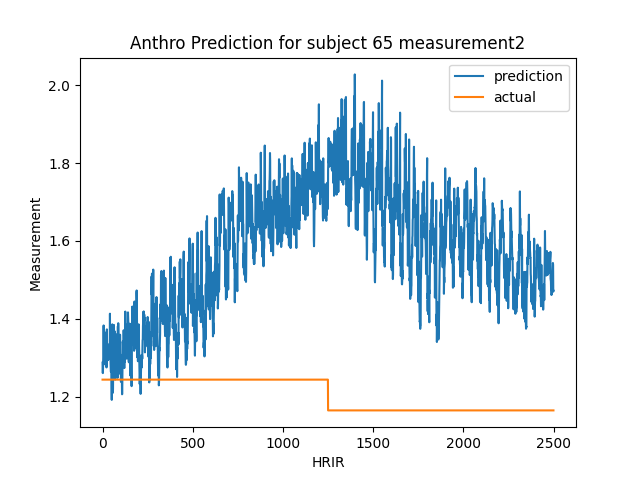 Anthro Prediction for subject 65 measurement2
prediction
actual
2.0
1.8
1.6
1.4
1.2
Measurement
0
500
1000
1500
2000
2500
HRIR